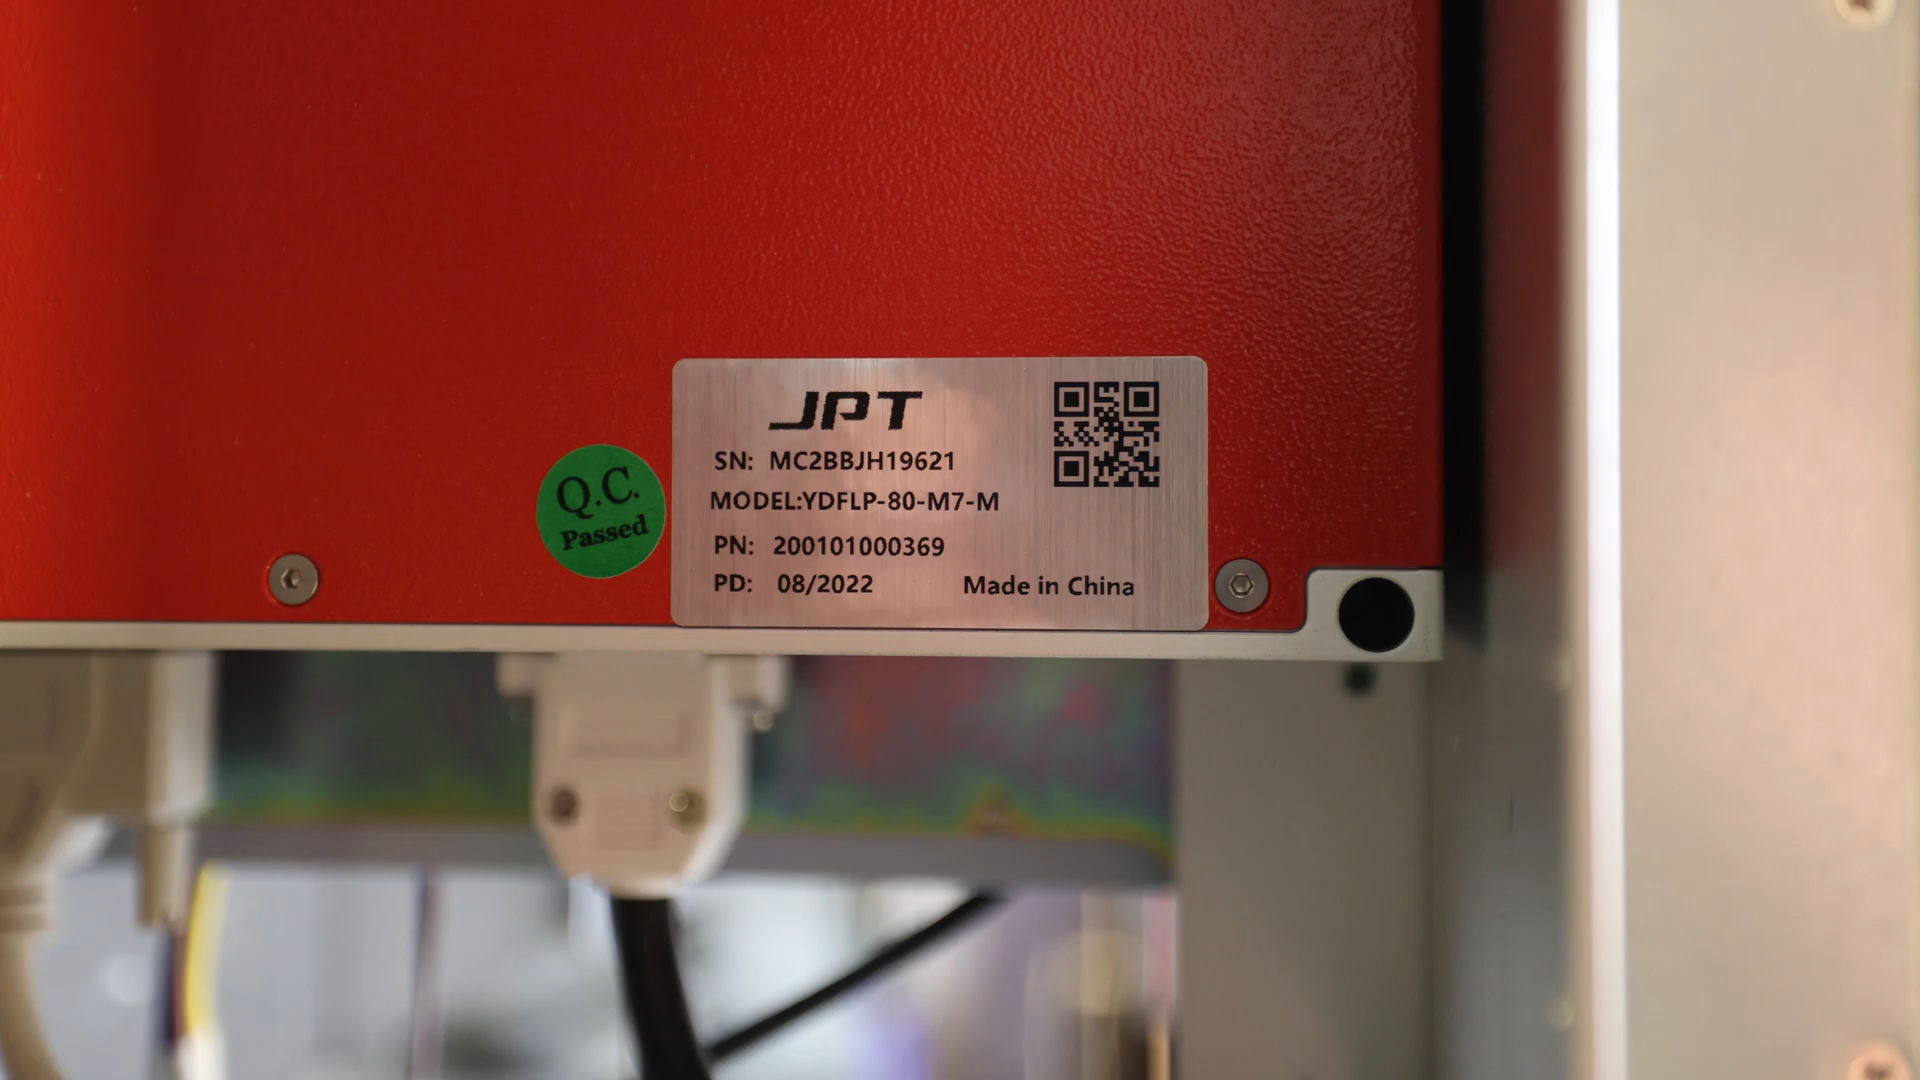 JPT
SN: MC2BBJH19621
MODEL:YDFLP-80-M7-M
PN: 200101000369
PD: 08/2022 Made in China
Q.C.
Passed